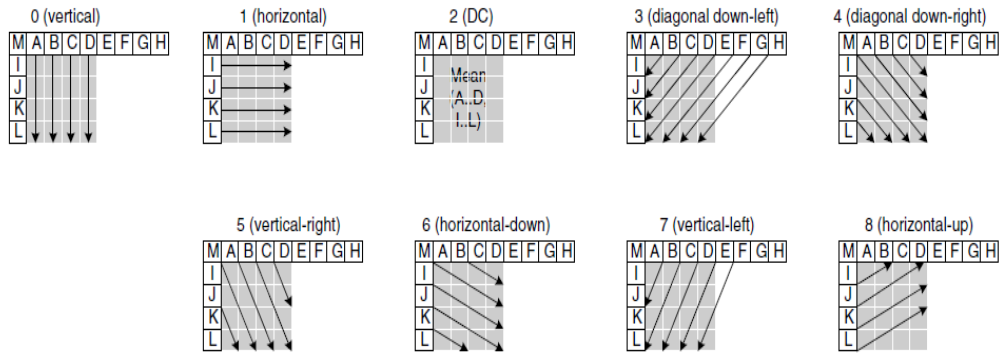 0 (vertical)
M A B C D E F G H
I
J
K
L
1 (horizontal)
M A B C D E F G H
I
J
K
L
2 (DC)
M A B C D E F G H
I
J
K
L
Mean
(A..D,
I..L)
3 (diagonal down-left)
M A B C D E F G H
I
J
K
L
4 (diagonal down-right)
M A B C D E F G H
I
J
K
L
5 (vertical-right)
M A B C D E F G H
I
J
K
L
6 (horizontal-down)
M A B C D E F G H
I
J
K
L
7 (vertical-left)
M A B C D E F G H
I
J
K
L
8 (horizontal-up)
M A B C D E F G H
I
J
K
L